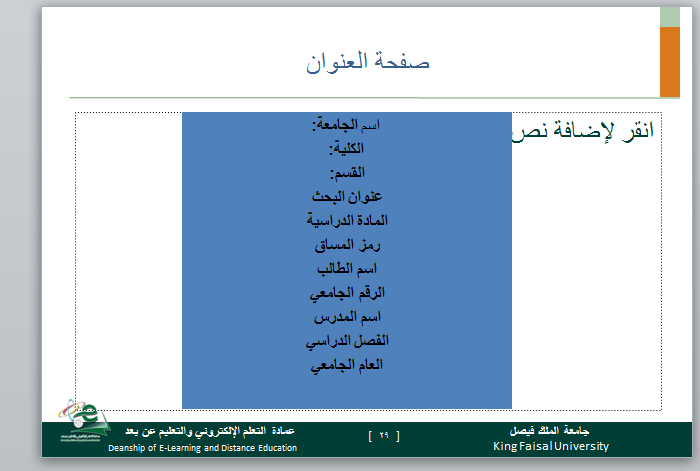 صفحة العنوان
انقر لإضافة نص
اسم الجامعة:
الكلية:
القسم:
عنوان البحث
المادة الدراسية
رمز المساق
اسم الطالب
الرقم الجامعي
اسم المدرس
الفصل الدراسي
العام الجامعي
جامعة الملك فيصل
King Faisal University
[ ٢٩ ]
عمادة التعلم الإلكتروني والتعليم عن بعد
Deanship of E-Learning and Distance Education